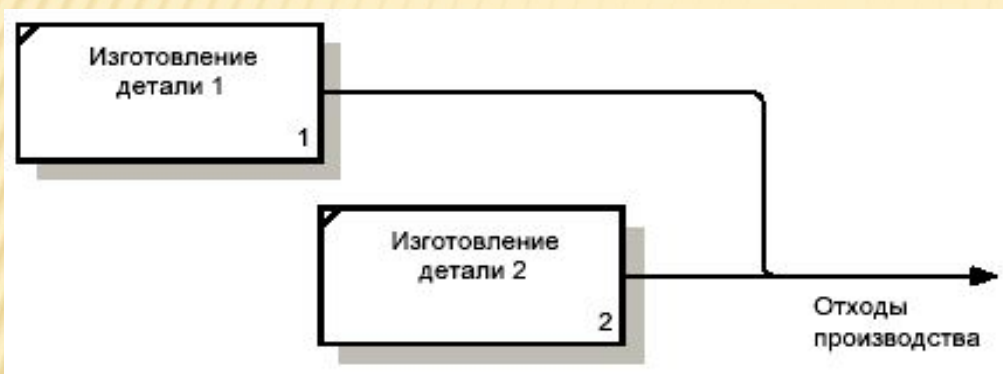 Изготовление
детали 1
1
Изготовление
детали 2
2
Отходы
производства